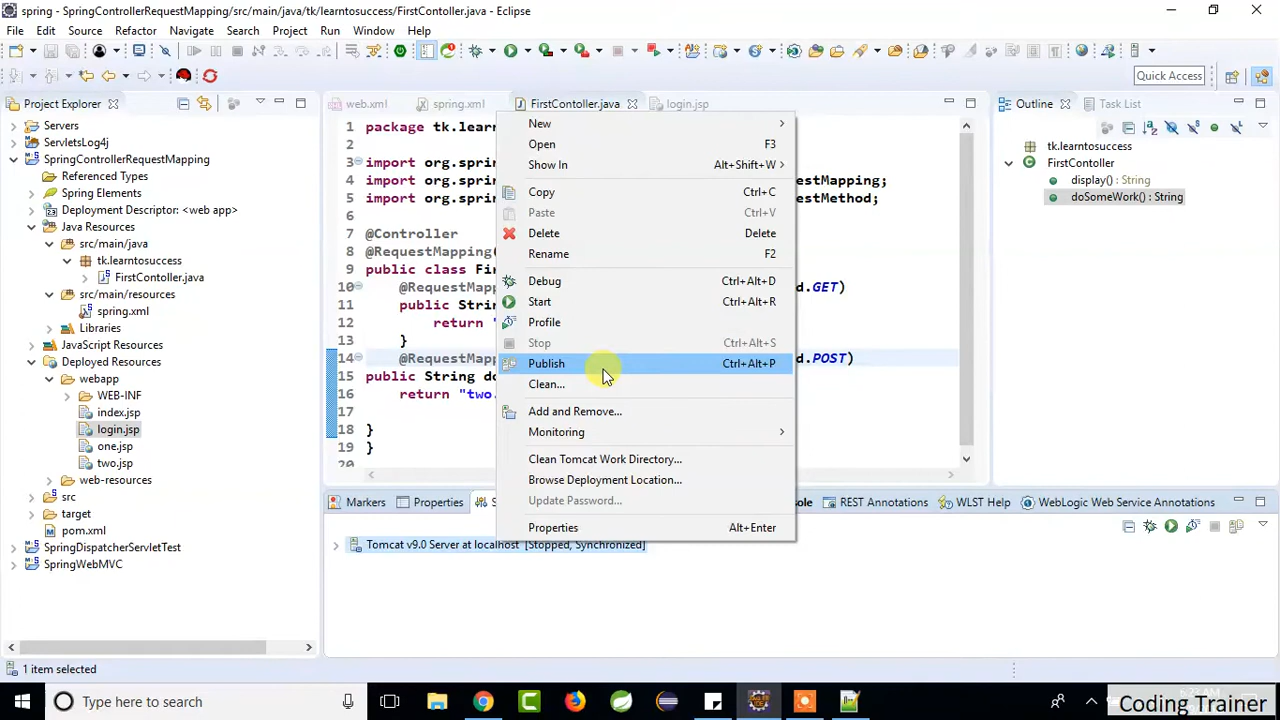 spring - SpringControllerRequestMapping/src/main/java/tk/learntosuccess/FirstContoller.java - Eclipse
File Edit Source Refactor Navigate Search Project Run Window Help
Quick Access
Project Explorer
Servers
ServletsLog4j
SpringControllerRequestMapping
Referenced Types
Spring Elements
Deployment Descriptor: <web app>
Java Resources
src/main/java
tk.learntosuccess
FirstContoller.java
src/main/resources
spring.xml
Libraries
JavaScript Resources
Deployed Resources
webapp
WEB-INF
index.jsp
login.jsp
one.jsp
two.jsp
web-resources
src
target
pom.xml
SpringDispatcherServletTest
SpringWebMVC
web.xml spring.xml FirstContoller.java login.jsp
1 package tk.learn
2
3 import org.spri
4 import org.spri estMapping;
5 import org.spri estMethod;
6
7 @Controller
8 @RequestMapping(
9 public class Fir
10 @RequestMapp d.GET)
11 public Strin
12 return "
13 }
14 @RequestMapp d.POST)
15 public String do
16 return "two.
17
18 }
19 }
20
New
Open F3
Show In Alt+Shift+W
Copy Ctrl+C
Paste Ctrl+V
Delete Delete
Rename F2
Debug Ctrl+Alt+D
Start Ctrl+Alt+R
Profile
Stop Ctrl+Alt+S
Publish Ctrl+Alt+P
Clean...
Add and Remove...
Monitoring
Clean Tomcat Work Directory...
Browse Deployment Location...
Update Password...
Properties Alt+Enter
Outline Task List
tk.learntosuccess
FirstContoller
display() : String
doSomeWork() : String
Markers Properties S sole REST Annotations WLST Help WebLogic Web Service Annotations
Tomcat v9.0 Server at localhost [Stopped, Synchronized]
1 item selected
Type here to search
Coding Trainer